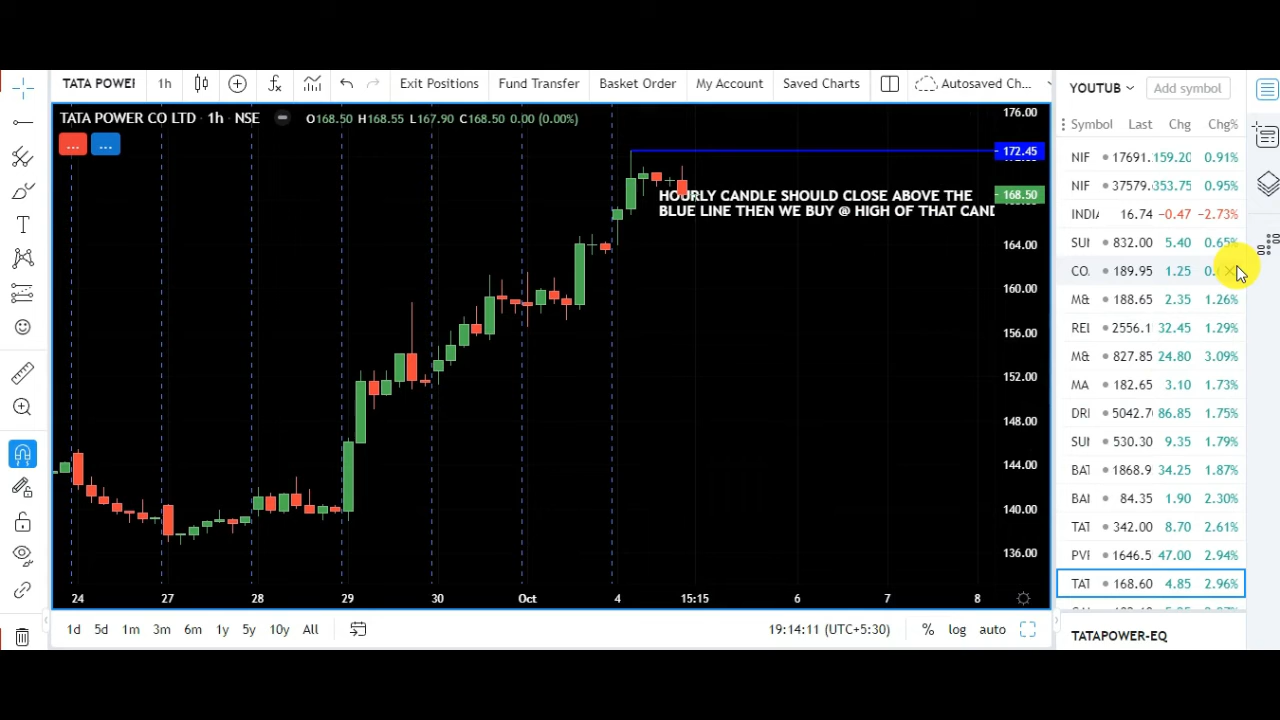 TATA POWER 1h Exit Positions Fund Transfer Basket Order My Account Saved Charts Autosaved Ch...
YOUTUB Add symbol
TATA POWER CO LTD · 1h · NSE O168.50 H168.55 L167.90 C168.50 0.00 (0.00%)
... ...
HOURLY CANDLE SHOULD CLOSE ABOVE THE
BLUE LINE THEN WE BUY @ HIGH OF THAT CAND
176.00
172.45
168.50
164.00
160.00
156.00
152.00
148.00
144.00
140.00
136.00
24 27 28 29 30 Oct 4 15:15 6 7 8
1d 5d 1m 3m 6m 1y 5y 10y All 19:14:11 (UTC+5:30) % log auto
Symbol Last Chg Chg%
NIF 17691. 159.20 0.91%
NIF 37579. 353.75 0.95%
INDIA 16.74 −0.47 −2.73%
SUI 832.00 5.40 0.65%
CO. 189.95 1.25
M& 188.65 2.35 1.26%
REL 2556.1 32.45 1.29%
M& 827.85 24.80 3.09%
MA 182.65 3.10 1.73%
DRI 5042.7 86.85 1.75%
SUI 530.30 9.35 1.79%
BAT 1868.9 34.25 1.87%
BAI 84.35 1.90 2.30%
TAT 342.00 8.70 2.61%
PVF 1646.5 47.00 2.94%
TAT 168.60 4.85 2.96%
TATAPOWER-EQ